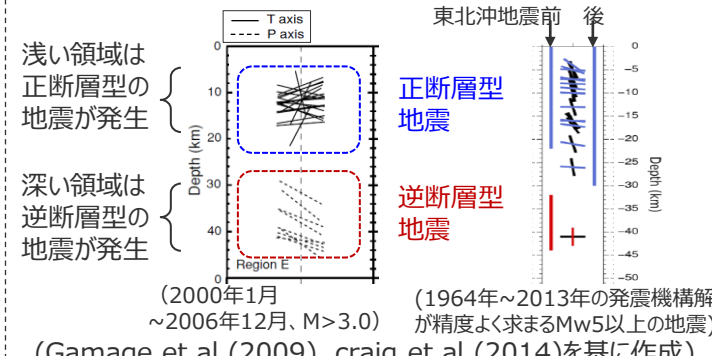 東北沖地震前 後
T axis
P axis
浅い領域は
正断層型の
地震が発生
深い領域は
逆断層型の
地震が発生
Depth (km)
0
10
20
30
40
0
Region E
正断層型
地震
逆断層型
地震
0
-5
-10
-15
-20
-25
-30
-35
-40
-45
-50
Depth (km)
(2000年1月
~2006年12月、M>3.0)
(1964年~2013年の発震機構解
が精度よく求まるMw5以上の地震)
(Gamage et al.(2009)、craig et al.(2014)を基に作成)